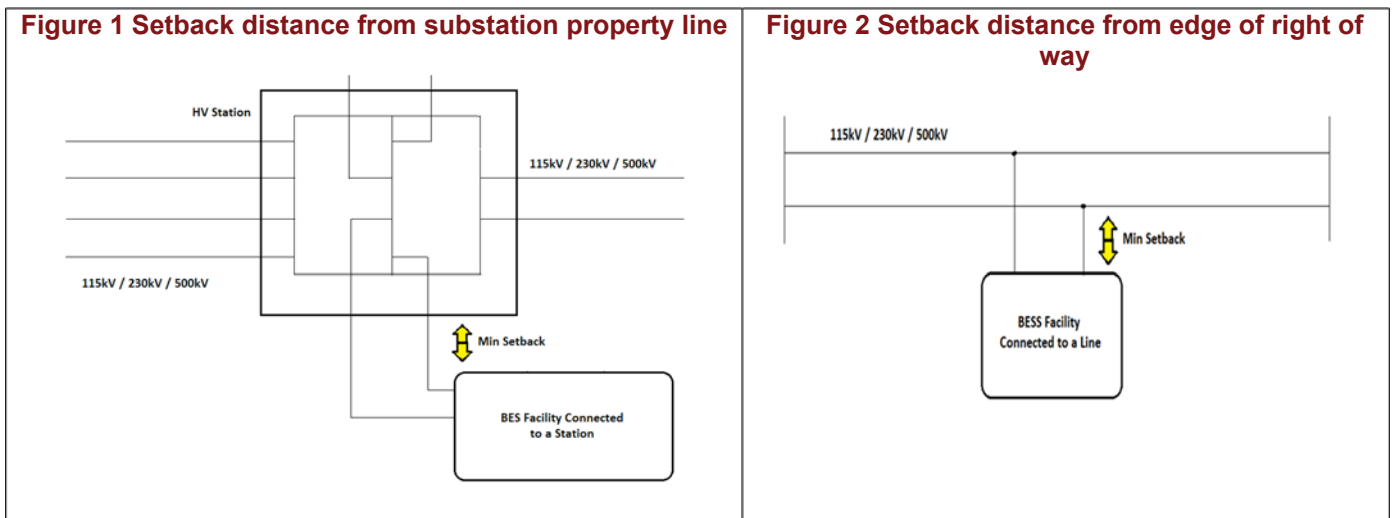 Figure 1 Setback distance from substation property line
HV Station
115kV / 230kV / 500kV
115kV / 230kV / 500kV
Min Setback
BES Facility Connected
to a Station
Figure 2 Setback distance from edge of right of
way
115kV / 230kV / 500kV
Min Setback
BESS Facility
Connected to a Line